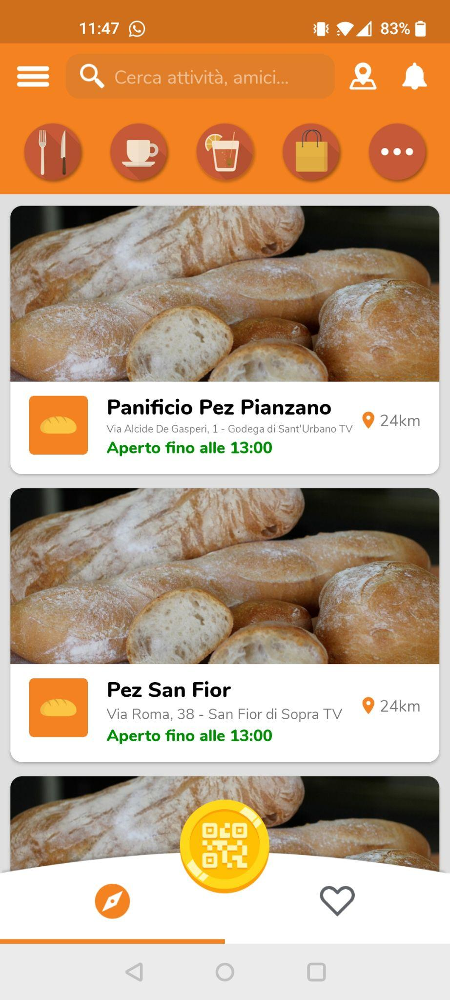 11:47
83%
Cerca attività, amici...
Panificio Pez Pianzano
Via Alcide De Gasperi, 1 - Godega di Sant'Urbano TV
24km
Aperto fino alle 13:00
Pez San Fior
Via Roma, 38 - San Fior di Sopra TV
24km
Aperto fino alle 13:00